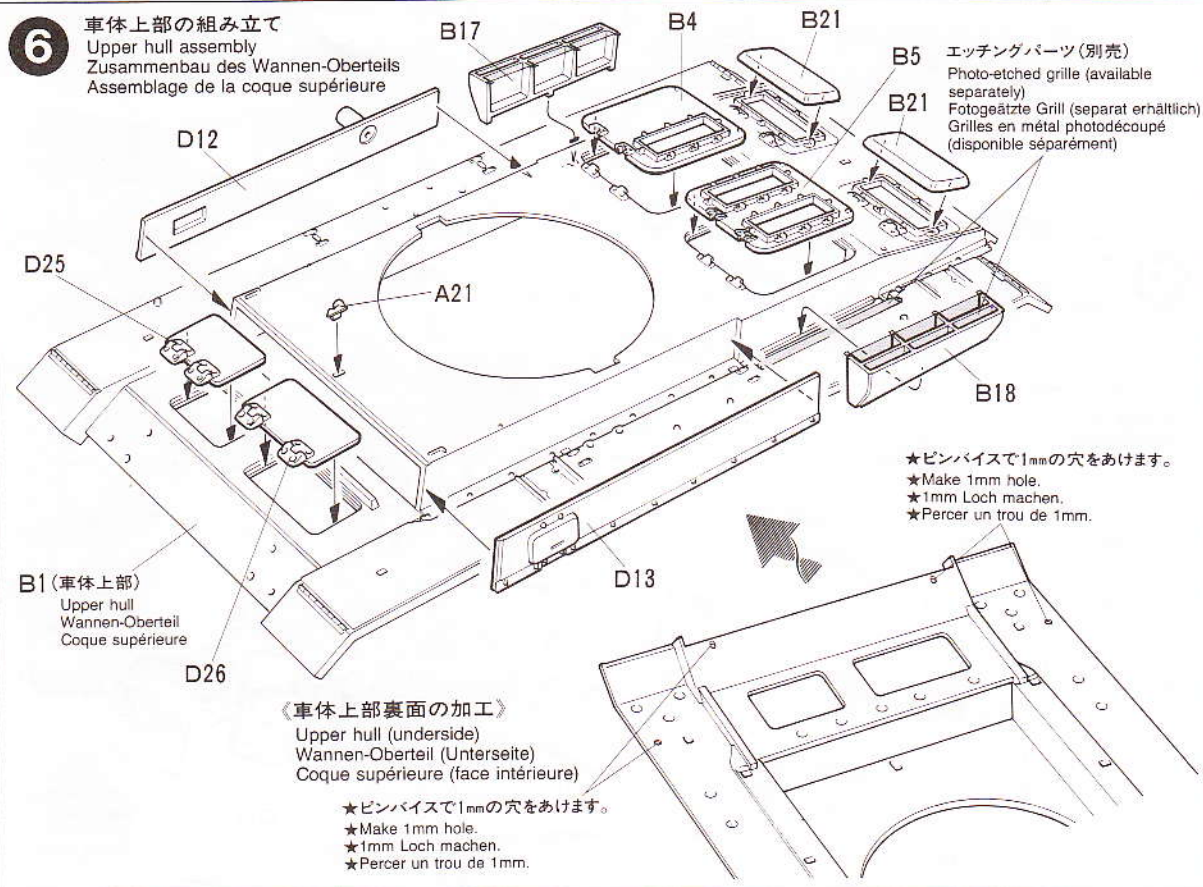 6
車体上部の組み立て
Upper hull assembly
Zusammenbau des Wannen-Oberteils
Assemblage de la coque supérieure
B17
B4
B21
B5
エッチングパーツ(別売)
Photo-etched grille (available
separately)
Fotogeätzte Grill (separat erhältlich)
Grilles en métal photodécoupé
(disponible séparément)
B21
D12
D25
A21
B18
★ピンバイスで1mmの穴をあけます。
★Make 1mm hole.
★1mm Loch machen.
★Percer un trou de 1mm.
D13
B1(車体上部)
Upper hull
Wannen-Oberteil
Coque supérieure
D26
《車体上部裏面の加工》
Upper hull (underside)
Wannen-Oberteil (Unterseite)
Coque supérieure (face intérieure)
★ピンバイスで1mmの穴をあけます。
★Make 1mm hole.
★1mm Loch machen.
★Percer un trou de 1mm.